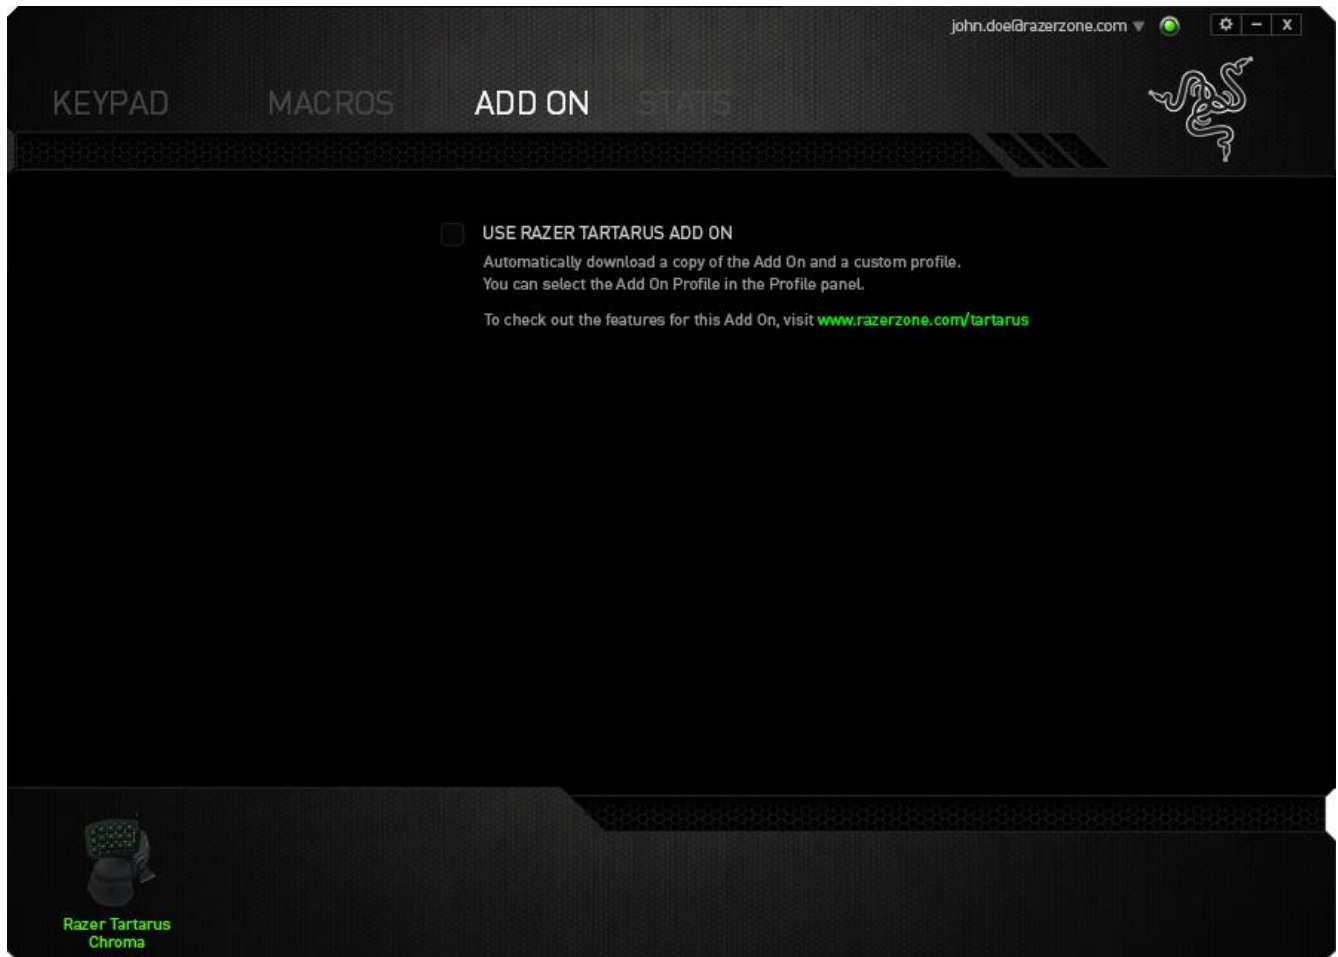 john.doe@razerzone.com
X
KEYPAD MACROS ADD ON STATS
USE RAZER TARTARUS ADD ON
Automatically download a copy of the Add On and a custom profile.
You can select the Add On Profile in the Profile panel.
To check out the features for this Add On, visit www.razerzone.com/tartarus
Razer Tartarus
Chroma